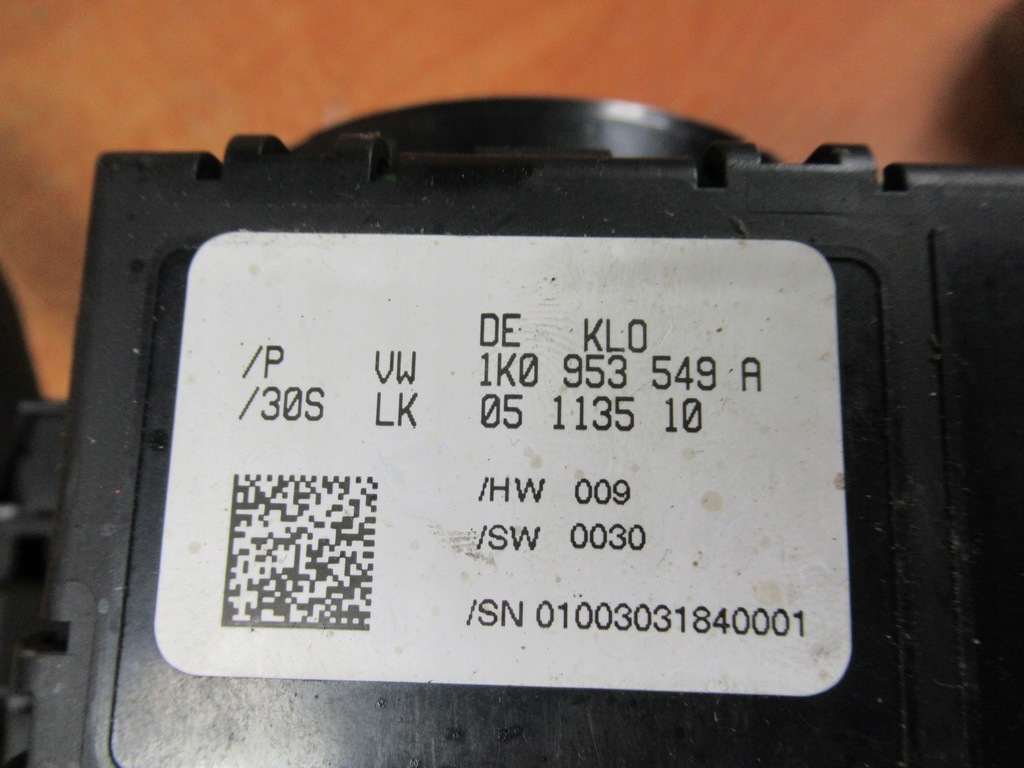 DE KLO
/P VW 1K0 953 549 A
/30S LK 05 1135 10
/HW 009
/SW 0030
/SN 01003031840001